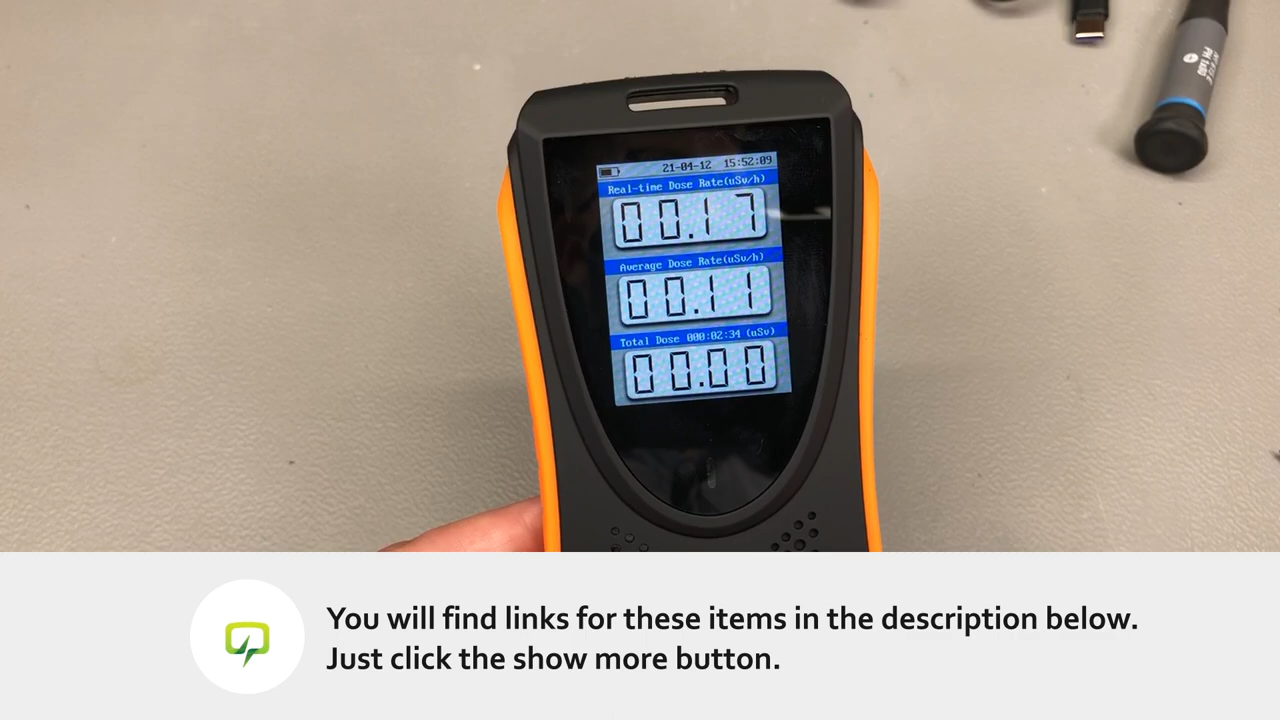 21-04-12 15:52:09
Real-time Dose Rate(uSv/h)
00.17
Average Dose Rate(uSv/h)
00.11
Total Dose 000:02:34 (uSv)
00.00
PH 1x80
You will find links for these items in the description below.
Just click the show more button.